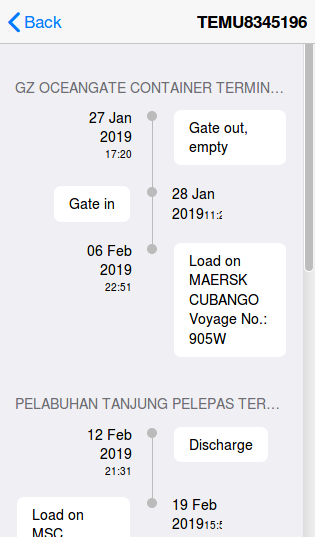 Back
TEMU8345196
GZ OCEANGATE CONTAINER TERMIN...
27 Jan
2019
17:20
Gate out,
empty
Gate in
28 Jan
2019
06 Feb
2019
22:51
Load on
MAERSK
CUBANGO
Voyage No.:
905W
PELABUHAN TANJUNG PELEPAS TER...
12 Feb
2019
21:31
Discharge
Load on
MSC
19 Feb
2019